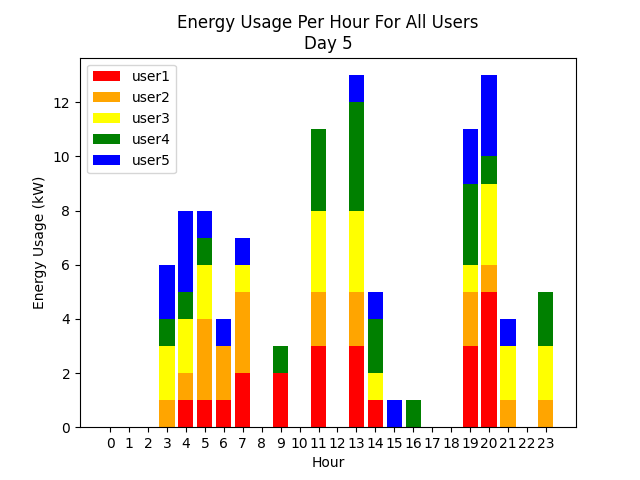 Energy Usage Per Hour For All Users
Day 5
user1
user2
user3
user4
user5
Energy Usage (kW)
12
10
8
6
4
2
0
0 1 2 3 4 5 6 7 8 9 10 11 12 13 14 15 16 17 18 19 20 21 22 23
Hour